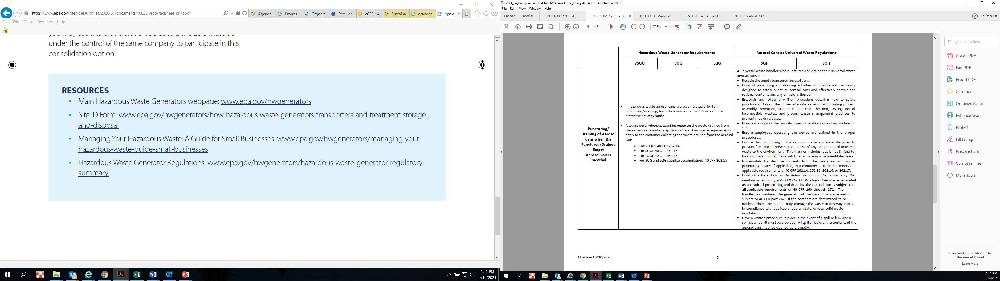 https://www.epa.gov/sites/default/files/2020-07/documents/10635_vsqg-factsheet_print.pdf
Agenda ...
Kronos ...
Organiz...
Regulat...
eCFR :: 4...
Sustaina...
orangec...
epa.g...
File Edit Go to Favorites Help
under the control of the same company to participate in this
consolidation option.
RESOURCES
• Main Hazardous Waste Generators webpage: www.epa.gov/hwgenerators
• Site ID Form: www.epa.gov/hwgenerators/how-hazardous-waste-generators-transporters-and-treatment-storage-
and-disposal
• Managing Your Hazardous Waste: A Guide for Small Businesses: www.epa.gov/hwgenerators/managing-your-
hazardous-waste-guide-small-businesses
• Hazardous Waste Generator Regulations: www.epa.gov/hwgenerators/hazardous-waste-generator-regulatory-
summary
1:51 PM
9/16/2021
2021_04_Comparison Chart for UW Aerosol Rule_Final.pdf - Adobe Acrobat Pro 2017
File Edit View Window Help
Home Tools 2021_08_10_EPA_... 2021_04_Comparis... × 021_FDEP_Webinar... Part 262--Standard... 2030 ORANGE CO... Sign In
5 / 6 97.6%
Hazardous Waste Generator Requirements
Aerosol Cans as Universal Waste Regulations
VSQG SQG LQG SQH LQH
Puncturing/
Draining of Aerosol
Cans when the
Punctured/Drained
Empty
Aerosol Can is
Recycled
▪ If hazardous waste aerosol cans are accumulated prior to
puncturing/draining, hazardous waste accumulation container
requirements may apply.
▪ A waste determination must be made on the waste drained from
the aerosol cans and any applicable hazardous waste requirements
apply to the container collecting the waste drained from the aerosol
cans.
• For VSQG: 40 CFR 262.14
• For SQG: 40 CFR 262.16
• For LQG: 40 CFR 262.17
• For SQG and LQG satellite accumulation: 40 CFR 262.15
A universal waste handler who punctures and drains their universal waste
aerosol cans must:
▪ Recycle the empty punctured aerosol cans.
▪ Conduct puncturing and draining activities using a device specifically
designed to safely puncture aerosol cans and effectively contain the
residual contents and any emissions thereof.
▪ Establish and follow a written procedure detailing how to safely
puncture and drain the universal waste aerosol can including proper
assembly, operation, and maintenance of the unit, segregation of
incompatible wastes, and proper waste management practices to
prevent fires or releases.
▪ Maintain a copy of the manufacturer's specification and instruction on
site.
▪ Ensure employees operating the device are trained in the proper
procedures.
▪ Ensure that puncturing of the can is done in a manner designed to
prevent fires and to prevent the release of any component of universal
waste to the environment. This manner includes, but is not limited to,
locating the equipment on a solid, flat surface in a well-ventilated area.
▪ Immediately transfer the contents from the waste aerosol can or
puncturing device, if applicable, to a container or tank that meets the
applicable requirements of 40 CFR 262.14, 262.15, 262.16, or 262.17.
▪ Conduct a hazardous waste determination on the contents of the
emptied aerosol can per 40 CFR 262.11. Any hazardous waste generated
as a result of puncturing and draining the aerosol can is subject to
all applicable requirements of 40 CFR 260 through 272. The
handler is considered the generator of the hazardous waste and is
subject to 40 CFR part 262. If the contents are determined to be
nonhazardous, the handler may manage the waste in any way that is
in compliance with applicable federal, state, or local solid waste
regulations.
▪ Have a written procedure in place in the event of a spill or leak and a
spill clean-up kit must be provided. All spill or leaks of the contents of the
aerosol cans must be cleaned up promptly.
Effective 10/30/2020
5
Find your tools here
Create PDF
Edit PDF
Export PDF
Comment
Organize Pages
Enhance Scans
Protect
Fill & Sign
Prepare Form
Compare Files
More Tools
Store and share files in the
Document Cloud
Learn More
1:51 PM
9/16/2021